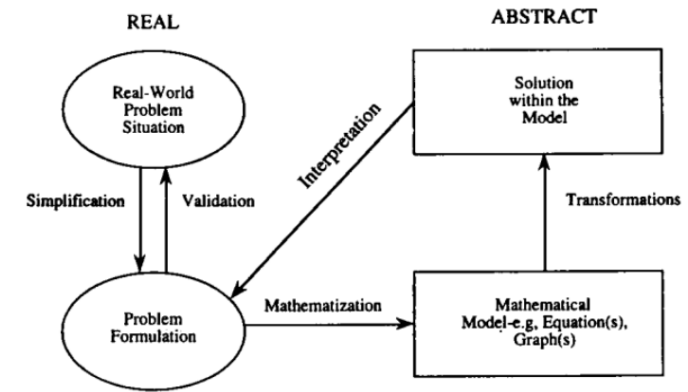 REAL
ABSTRACT
Real-World
Problem
Situation
Solution
within the
Model
Interpretation
Simplification
Validation
Transformations
Problem
Formulation
Mathematization
Mathematical
Model-e.g, Equation(s),
Graph(s)